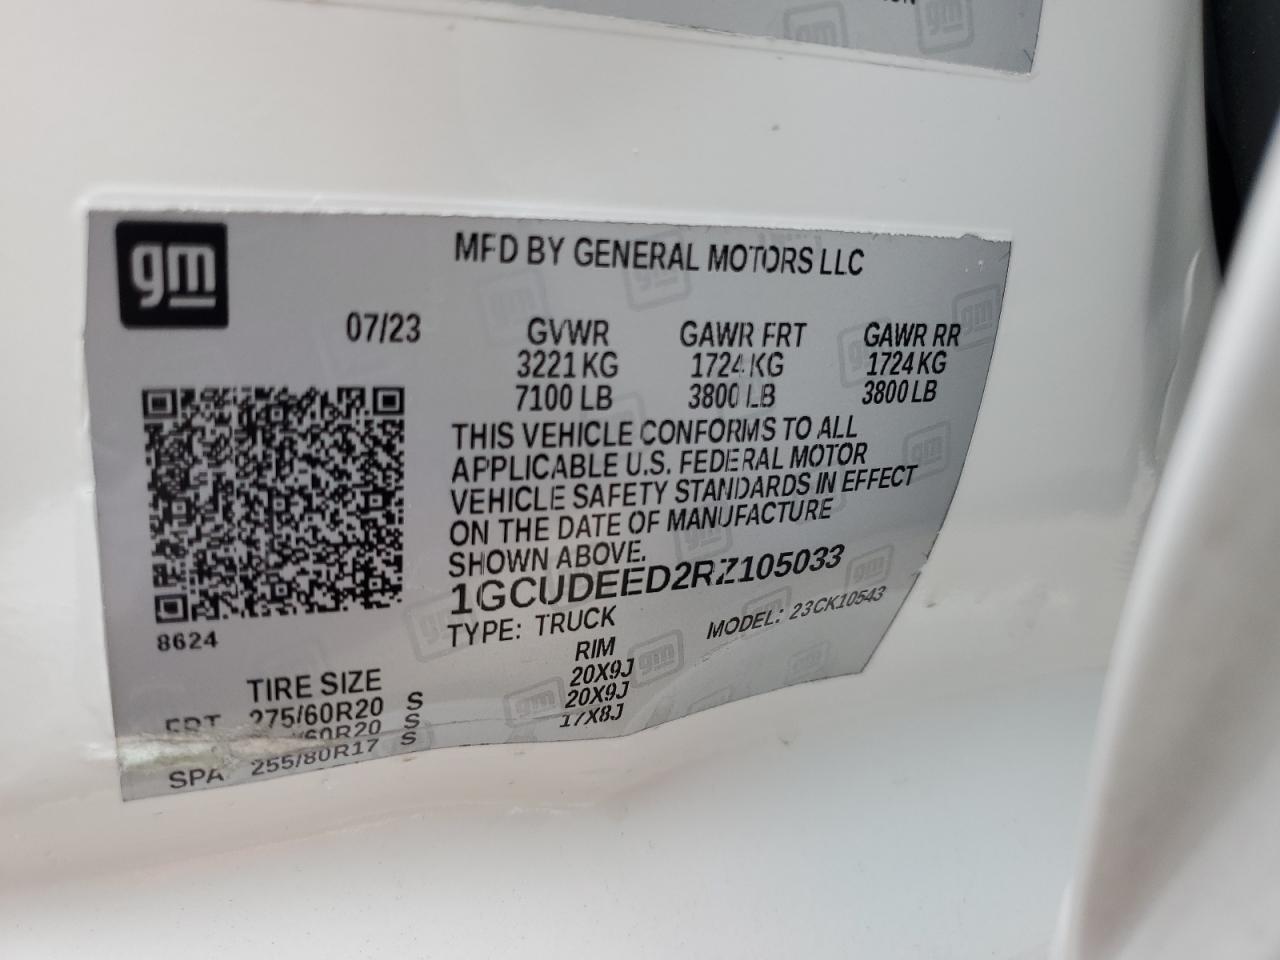 gm
MFD BY GENERAL MOTORS LLC
07/23 GVWR GAWR FRT GAWR RR
3221 KG 1724 KG 1724 KG
7100 LB 3800 LB 3800 LB
THIS VEHICLE CONFORMS TO ALL
APPLICABLE U.S. FEDERAL MOTOR
VEHICLE SAFETY STANDARDS IN EFFECT
ON THE DATE OF MANUFACTURE
SHOWN ABOVE.
1GCUDEED2RZ105033
8624 TYPE: TRUCK MODEL: 23CK10543
TIRE SIZE RIM
FRT 275/60R20 S 20X9J
/60R20 S 20X9J
SPA 255/80R17 S 17X8J